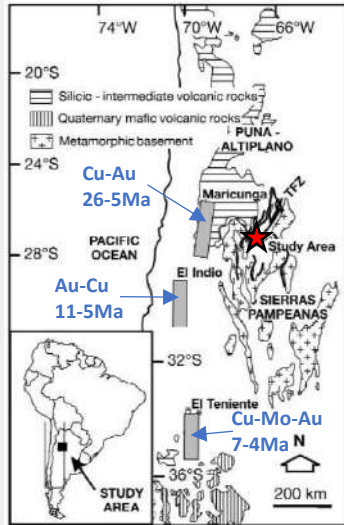 74°W 70°W 66°W
20°S
Silicic - intermediate volcanic rocks
Quaternary mafic volcanic rocks
Metamorphic basement
PUNA -
ALTIPLANO
24°S
Cu-Au
26-5Ma
Maricunga
TFZ
PACIFIC
OCEAN
Study Area
28°S
El Indio
Au-Cu
11-5Ma
SIERRAS
PAMPEANAS
32°S
El Teniente
Cu-Mo-Au
7-4Ma
N
36°S
STUDY
AREA
200 km